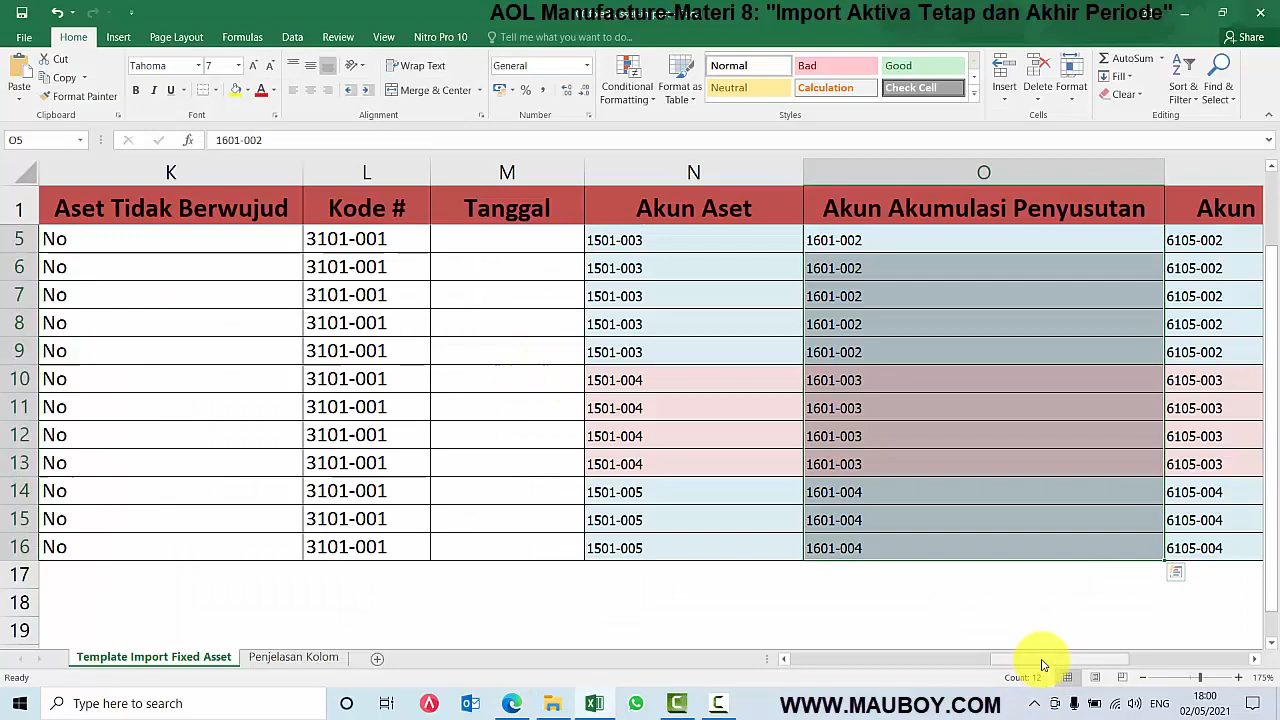 AOL Manufacture-Materi 8: "Import Aktiva Tetap dan Akhir Periode"
File Home Insert Page Layout Formulas Data Review View Nitro Pro 10 Tell me what you want to do... Share
Cut
Copy
Format Painter
Paste
Clipboard
Tahoma 7
B I U
Font
Wrap Text
Merge & Center
Alignment
General
Number
Conditional Formatting
Format as Table
Normal Bad Good
Neutral Calculation Check Cell
Styles
Insert Delete Format
Cells
AutoSum
Fill
Clear
Sort & Filter
Find & Select
Editing
O5 1601-002
K L M N O
1 Aset Tidak Berwujud Kode # Tanggal Akun Aset Akun Akumulasi Penyusutan Akun
5 No 3101-001 1501-003 1601-002 6105-002
6 No 3101-001 1501-003 1601-002 6105-002
7 No 3101-001 1501-003 1601-002 6105-002
8 No 3101-001 1501-003 1601-002 6105-002
9 No 3101-001 1501-003 1601-002 6105-002
10 No 3101-001 1501-004 1601-003 6105-003
11 No 3101-001 1501-004 1601-003 6105-003
12 No 3101-001 1501-004 1601-003 6105-003
13 No 3101-001 1501-004 1601-003 6105-003
14 No 3101-001 1501-005 1601-004 6105-004
15 No 3101-001 1501-005 1601-004 6105-004
16 No 3101-001 1501-005 1601-004 6105-004
17
18
19
Template Import Fixed Asset Penjelasan Kolom
Ready Count: 12 175%
Type here to search
WWW.MAUBOY.COM
ENG
18:00
02/05/2021